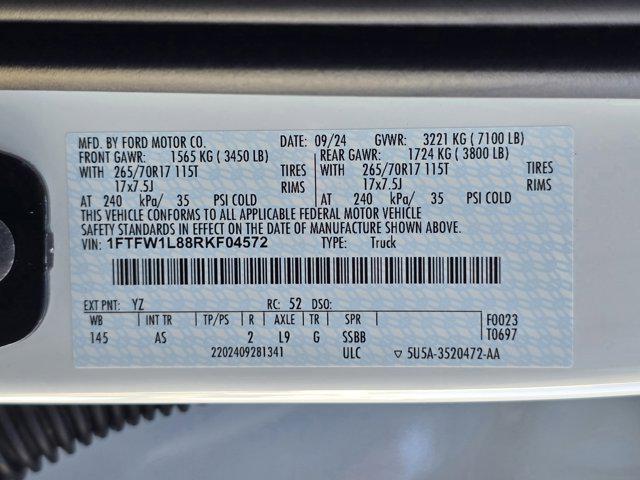 MFD. BY FORD MOTOR CO. DATE: 09/24 GVWR: 3221 KG ( 7100 LB)
FRONT GAWR: 1565 KG ( 3450 LB) REAR GAWR: 1724 KG ( 3800 LB)
WITH 265/70R17 115T TIRES WITH 265/70R17 115T TIRES
17x7.5J RIMS 17x7.5J RIMS
AT 240 kPa/ 35 PSI COLD AT 240 kPa/ 35 PSI COLD
THIS VEHICLE CONFORMS TO ALL APPLICABLE FEDERAL MOTOR VEHICLE
SAFETY STANDARDS IN EFFECT ON THE DATE OF MANUFACTURE SHOWN ABOVE.
VIN: 1FTFW1L88RKF04572 TYPE: Truck
EXT PNT: YZ RC: 52 DSO:
WB INT TR TP/PS R AXLE TR SPR F0023
145 AS 2 L9 G SSBB T0697
2202409281341 ULC ▽ 5U5A-3520472-AA